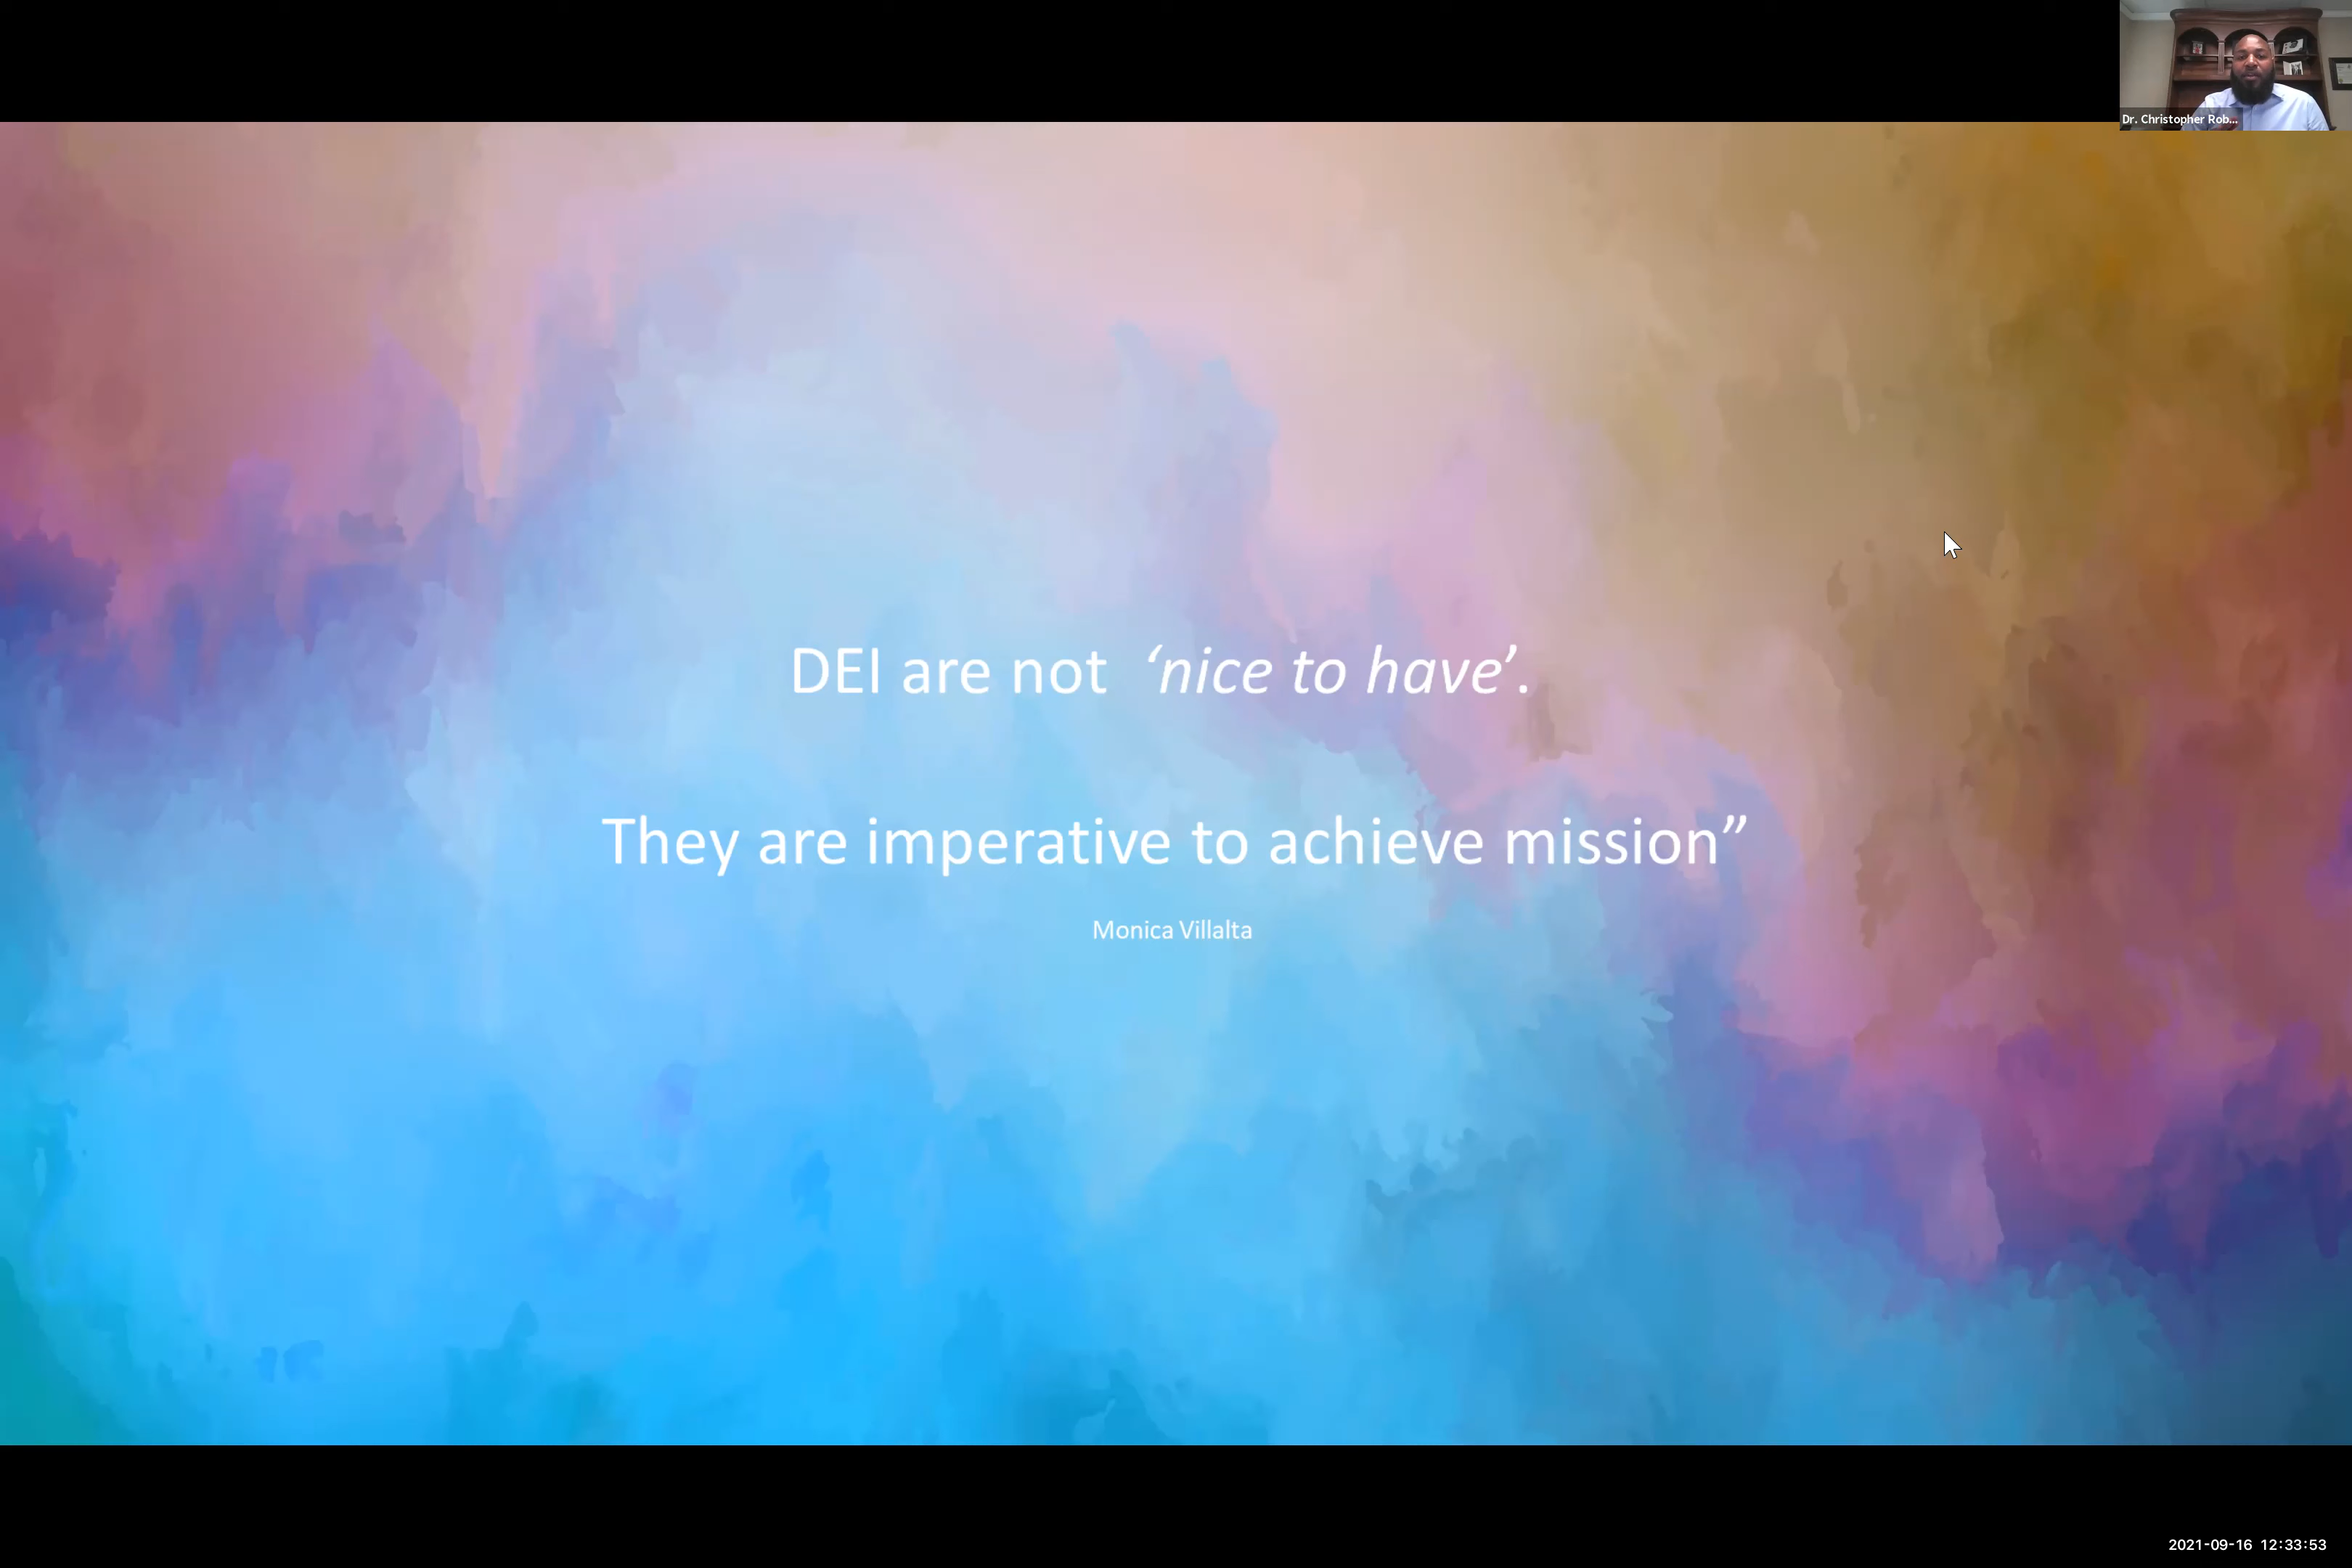 Dr. Christopher Rob...
DEI are not ‘nice to have’.
They are imperative to achieve mission”
Monica Villalta
2021-09-16 12:33:53